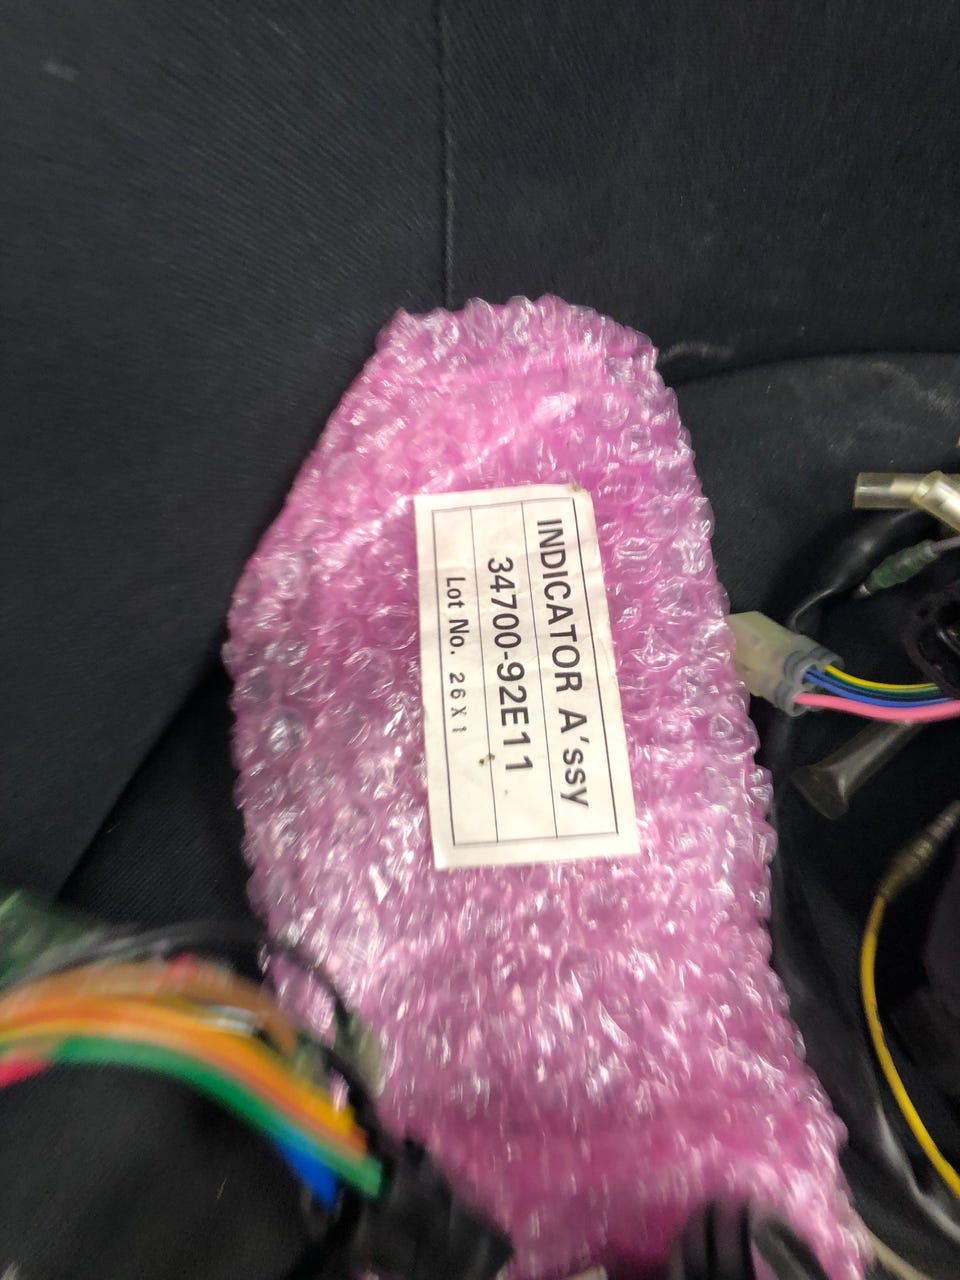 INDICATOR A'ssy
34700-92E11
Lot No. 26X1